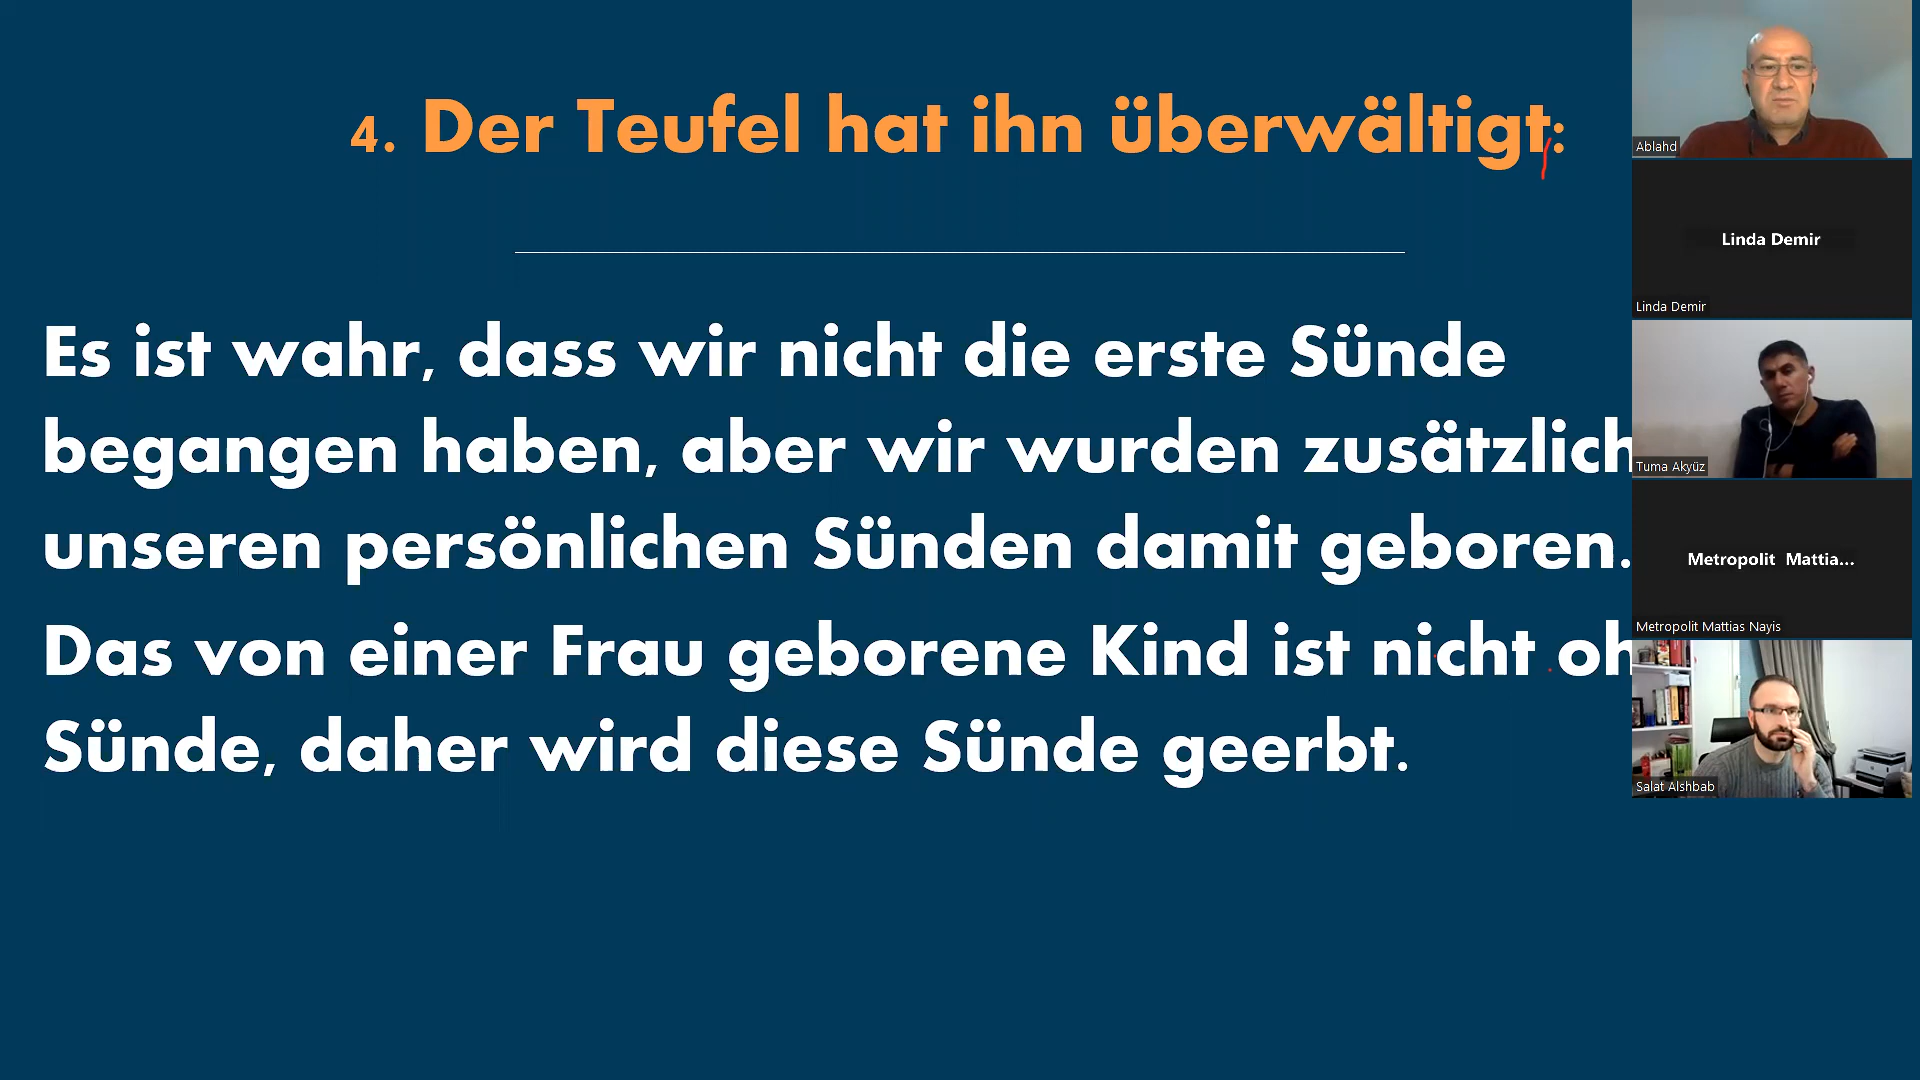 4. Der Teufel hat ihn überwältigt:
Es ist wahr, dass wir nicht die erste Sünde
begangen haben, aber wir wurden zusätzlich
unseren persönlichen Sünden damit geboren.
Das von einer Frau geborene Kind ist nicht
Sünde, daher wird diese Sünde geerbt.
Ablahd
Linda Demir
Linda Demir
Tuma Akyüz
Metropolit Mattia...
Metropolit Mattias Nayis
Salat Alshbab